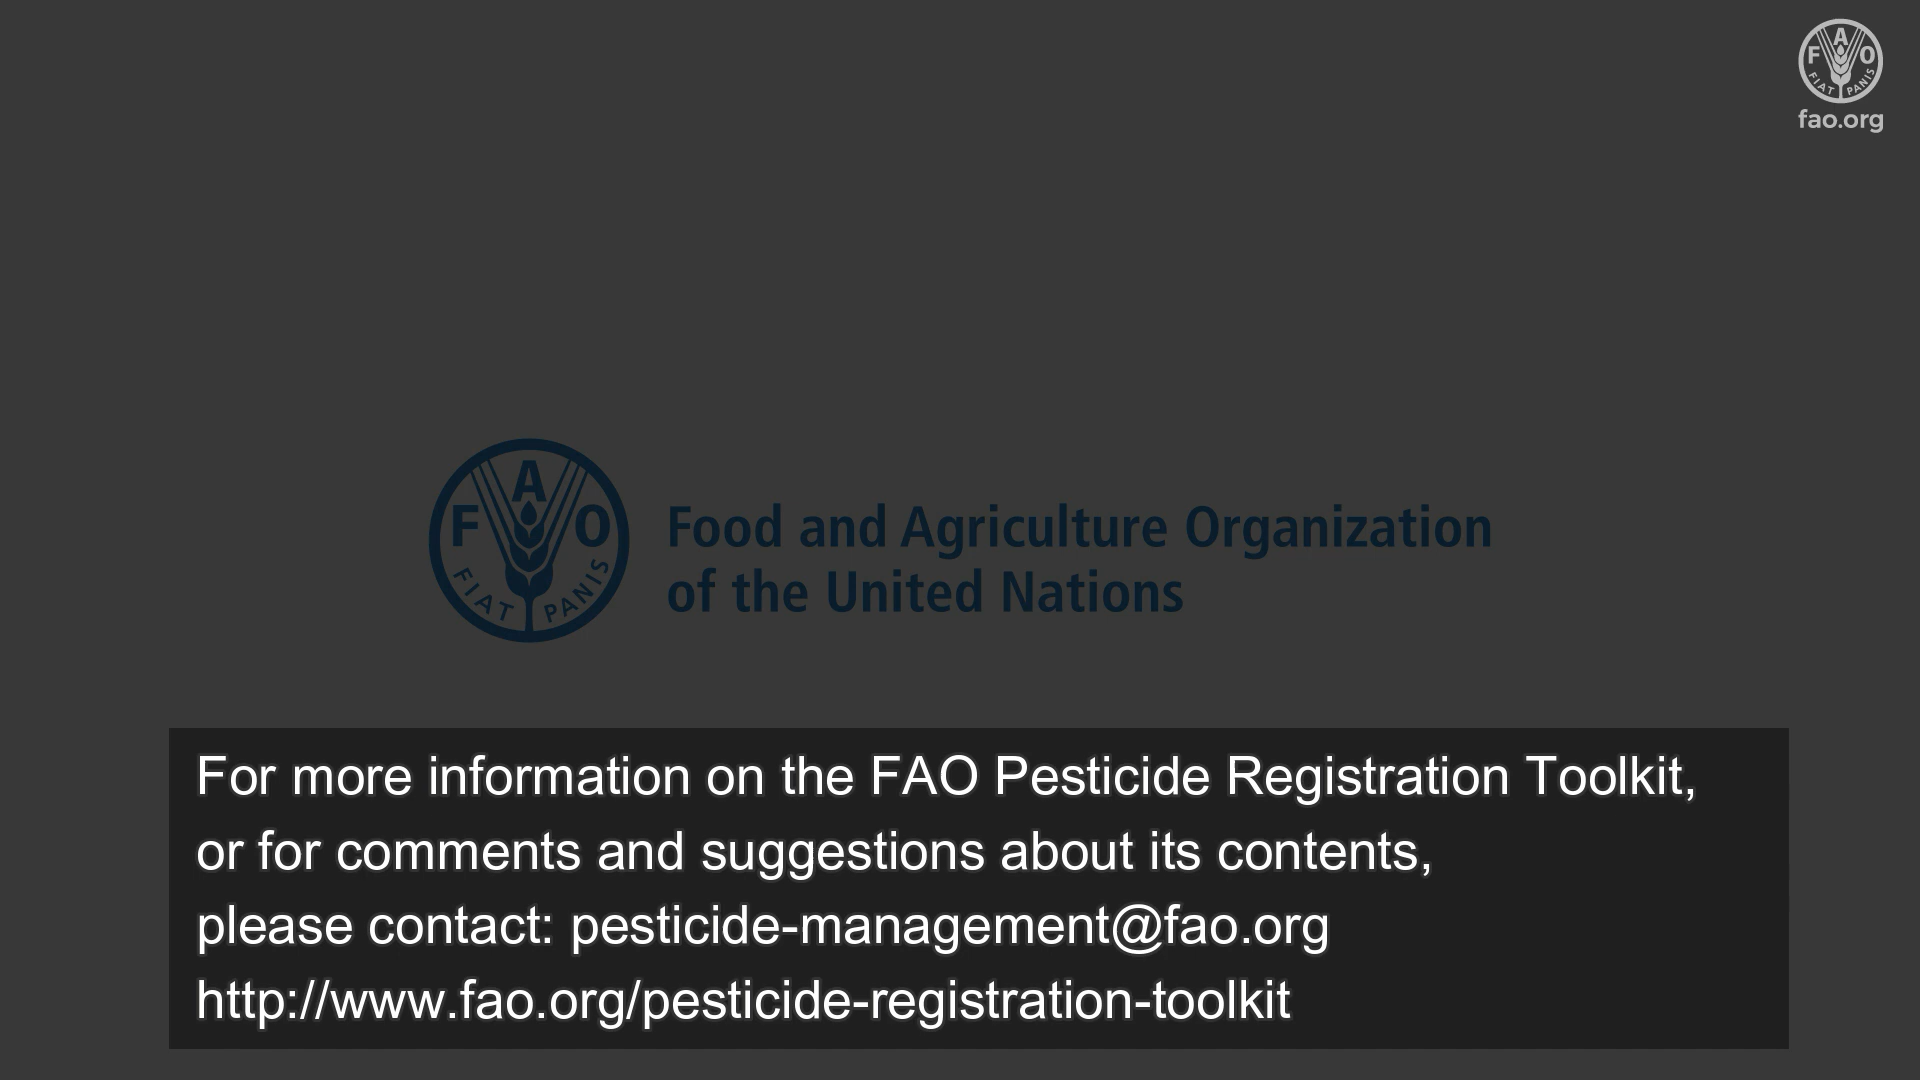 F A O
FIAT PANIS
fao.org
F A O
FIAT PANIS
Food and Agriculture Organization
of the United Nations
For more information on the FAO Pesticide Registration Toolkit,
or for comments and suggestions about its contents,
please contact: pesticide-management@fao.org
http://www.fao.org/pesticide-registration-toolkit